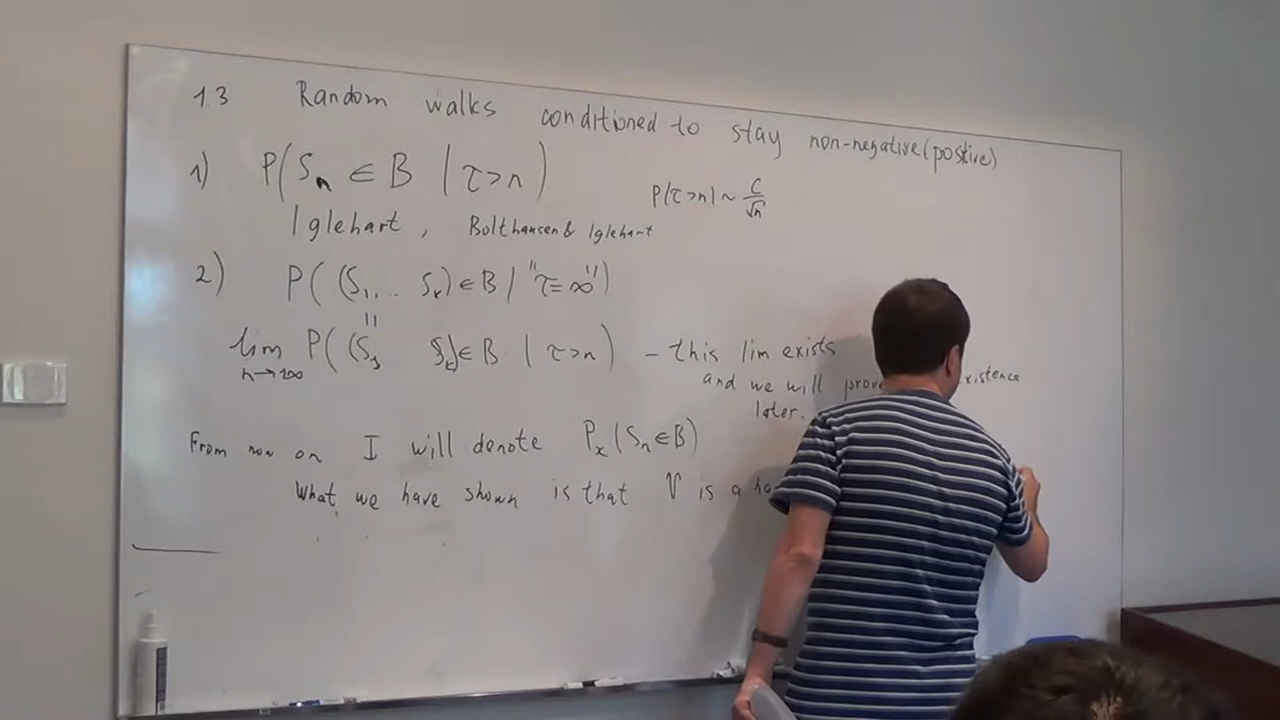 1.3 Random walks conditioned to stay non-negative (postive)
1) P(Sₙ ∈ B | τ>n)
P(τ>n) ~ C/√n
Iglehart, Bolthausen & Iglehart
2) P((S₁, .. Sₖ) ∈ B / "τ=∞")
||
lim n→∞ P((S₁ Sₖ) ∈ B. | τ>n) - this lim exists
and we will prove
later.
From now on I will denote Pₓ(Sₙ∈B)
What we have shown is that V is a